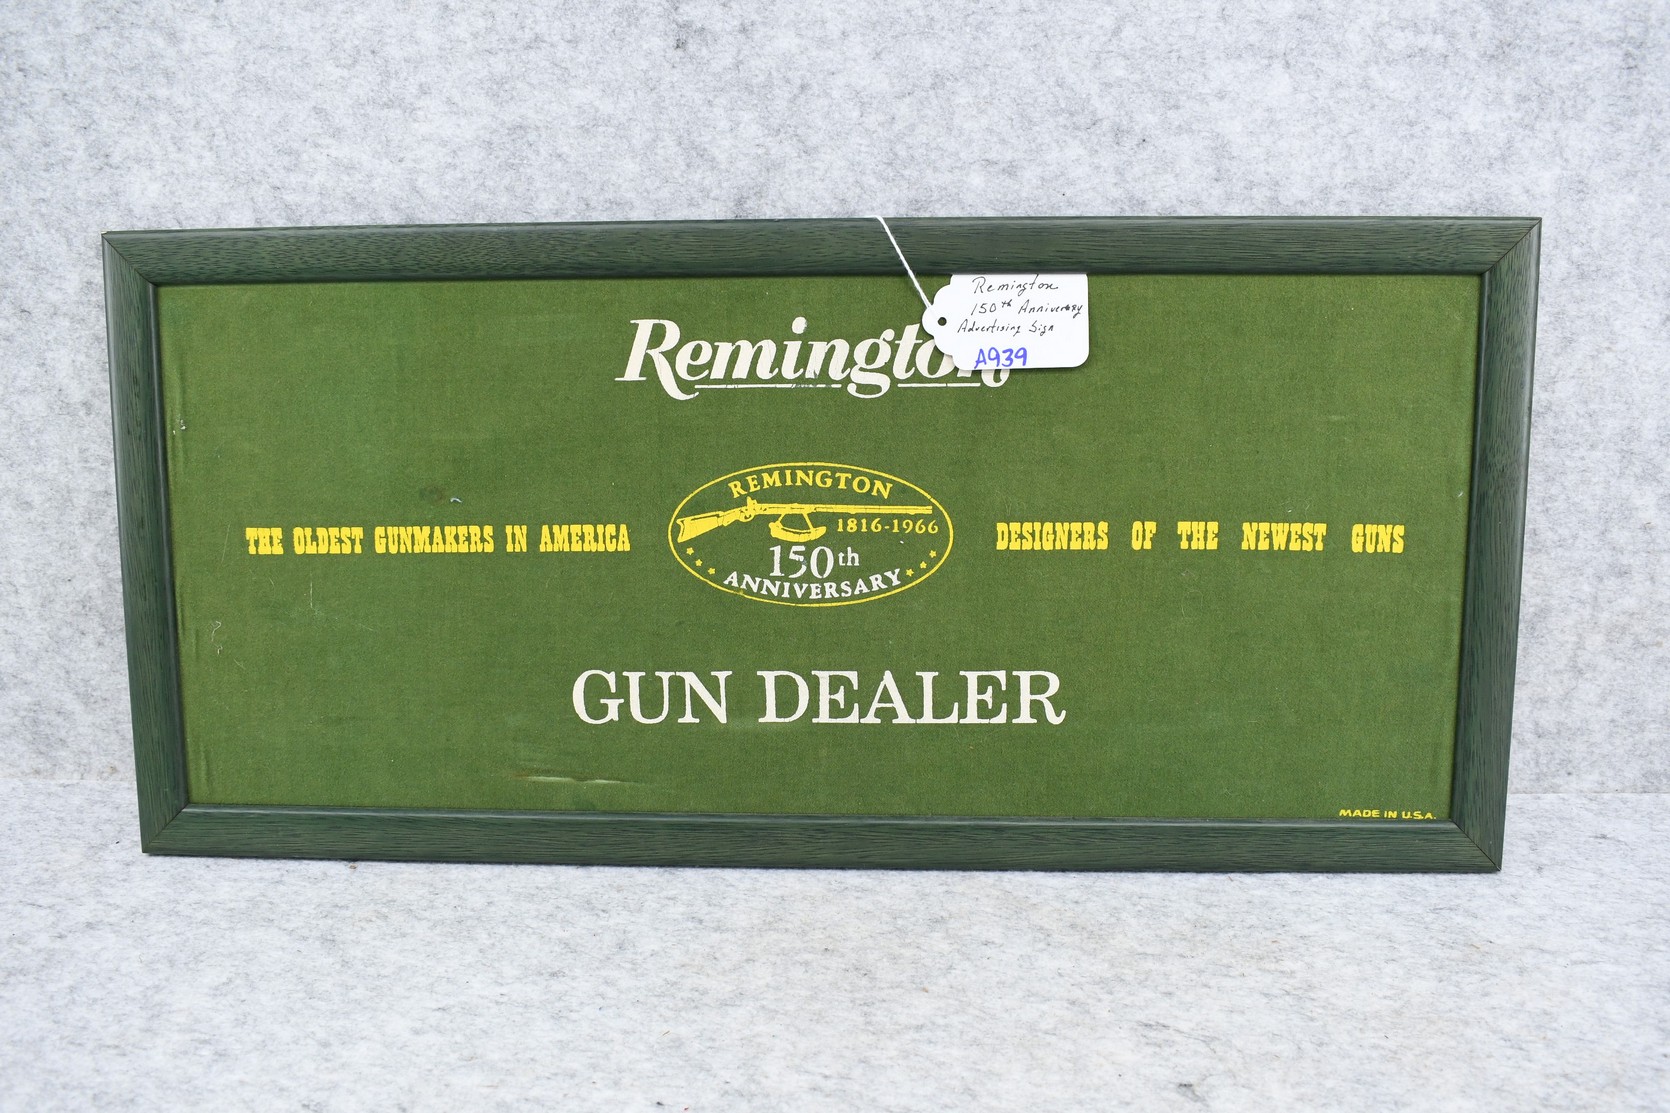 Remington
150th Anniversary
Advertising Sign
A939
Remington
REMINGTON
1816-1966
150th
ANNIVERSARY
THE OLDEST GUNMAKERS IN AMERICA
DESIGNERS OF THE NEWEST GUNS
GUN DEALER
MADE IN U.S.A.